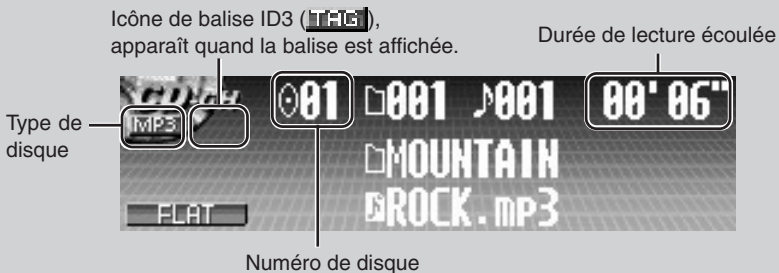 Icône de balise ID3 (TAG),
apparaît quand la balise est affichée.
Durée de lecture écoulée
Type de
disque
MP3
01 001 001 00' 06"
MOUNTAIN
ROCK.mp3
FLAT
Numéro de disque